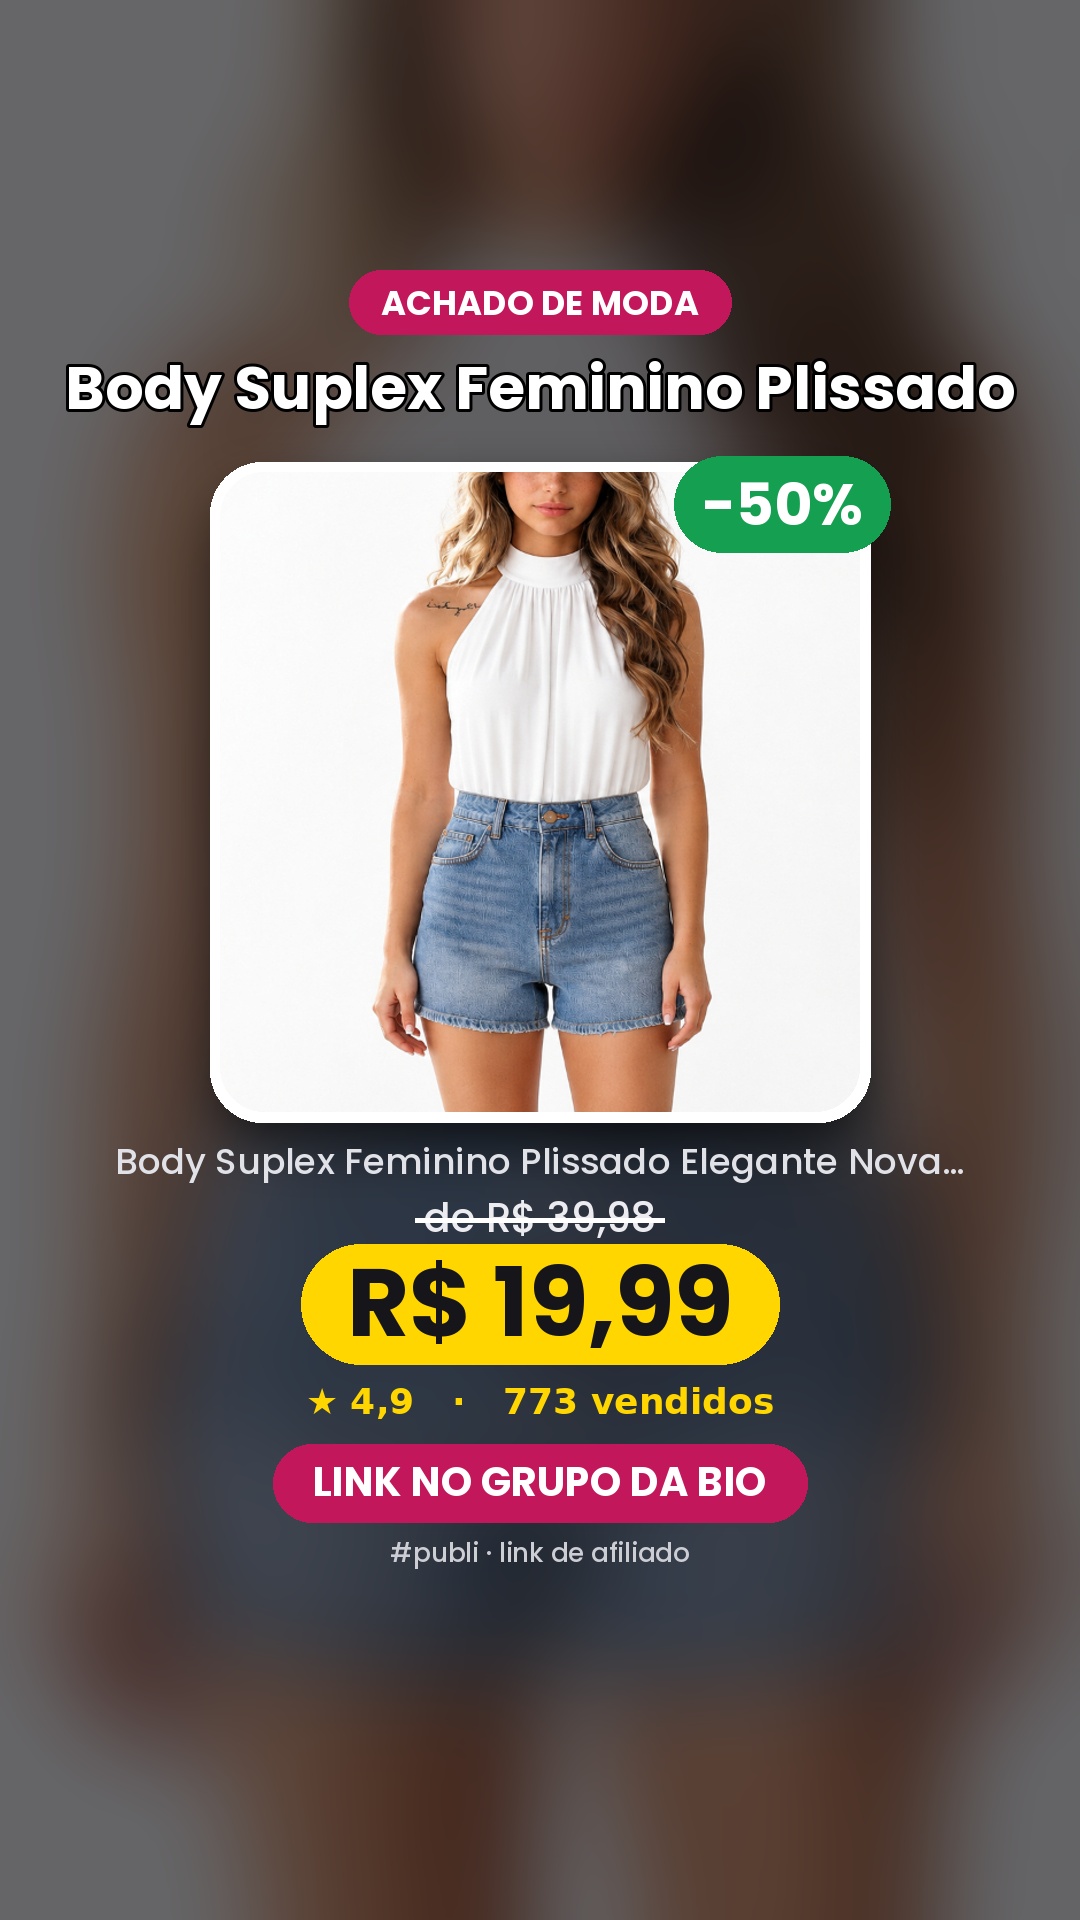 ACHADO DE MODA
Body Suplex Feminino Plissado
-50%
Body Suplex Feminino Plissado Elegante Nova...
de R$ 39,98
R$ 19,99
★ 4,9 · 773 vendidos
LINK NO GRUPO DA BIO
#publi · link de afiliado